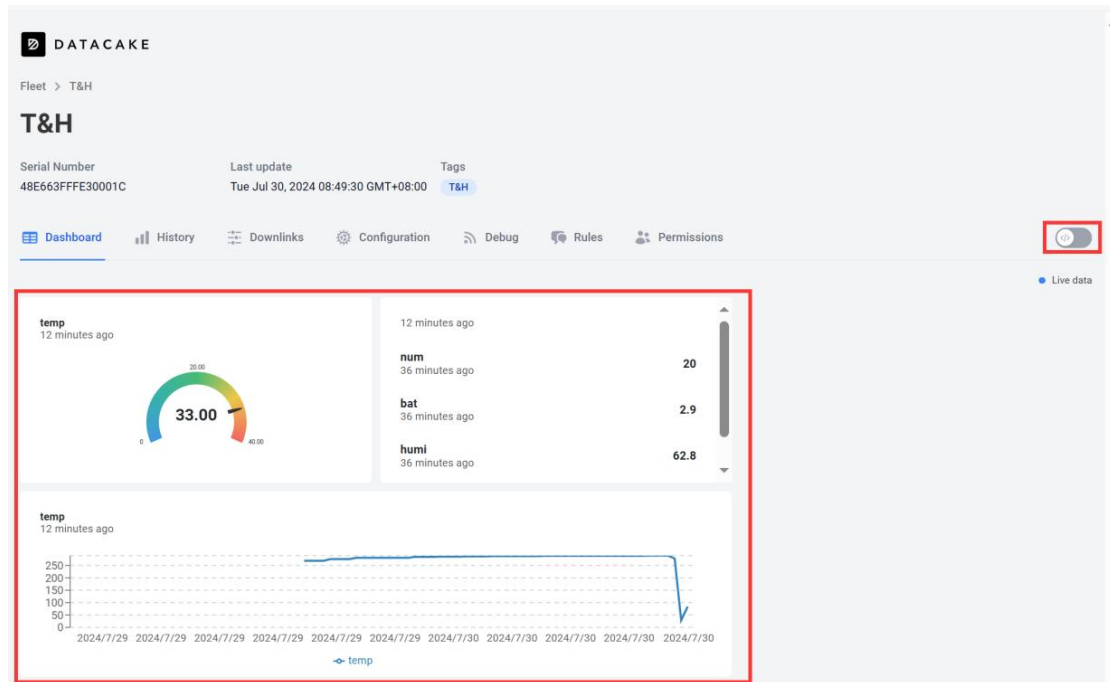 DATACAKE
Fleet > T&H
T&H
Serial Number
Last update
Tags
48E663FFFE30001C
Tue Jul 30, 2024 08:49:30 GMT+08:00
T&H
Dashboard
History
Downlinks
Configuration
Debug
Rules
Permissions
Live data
temp
12 minutes ago
20.00
33.00
0
40.00
12 minutes ago
num
20
36 minutes ago
bat
2.9
36 minutes ago
humi
62.8
36 minutes ago
temp
12 minutes ago
250
200
150
100
50
0
2024/7/29 2024/7/29 2024/7/29 2024/7/29 2024/7/29 2024/7/29 2024/7/30 2024/7/30 2024/7/30 2024/7/30 2024/7/30
temp